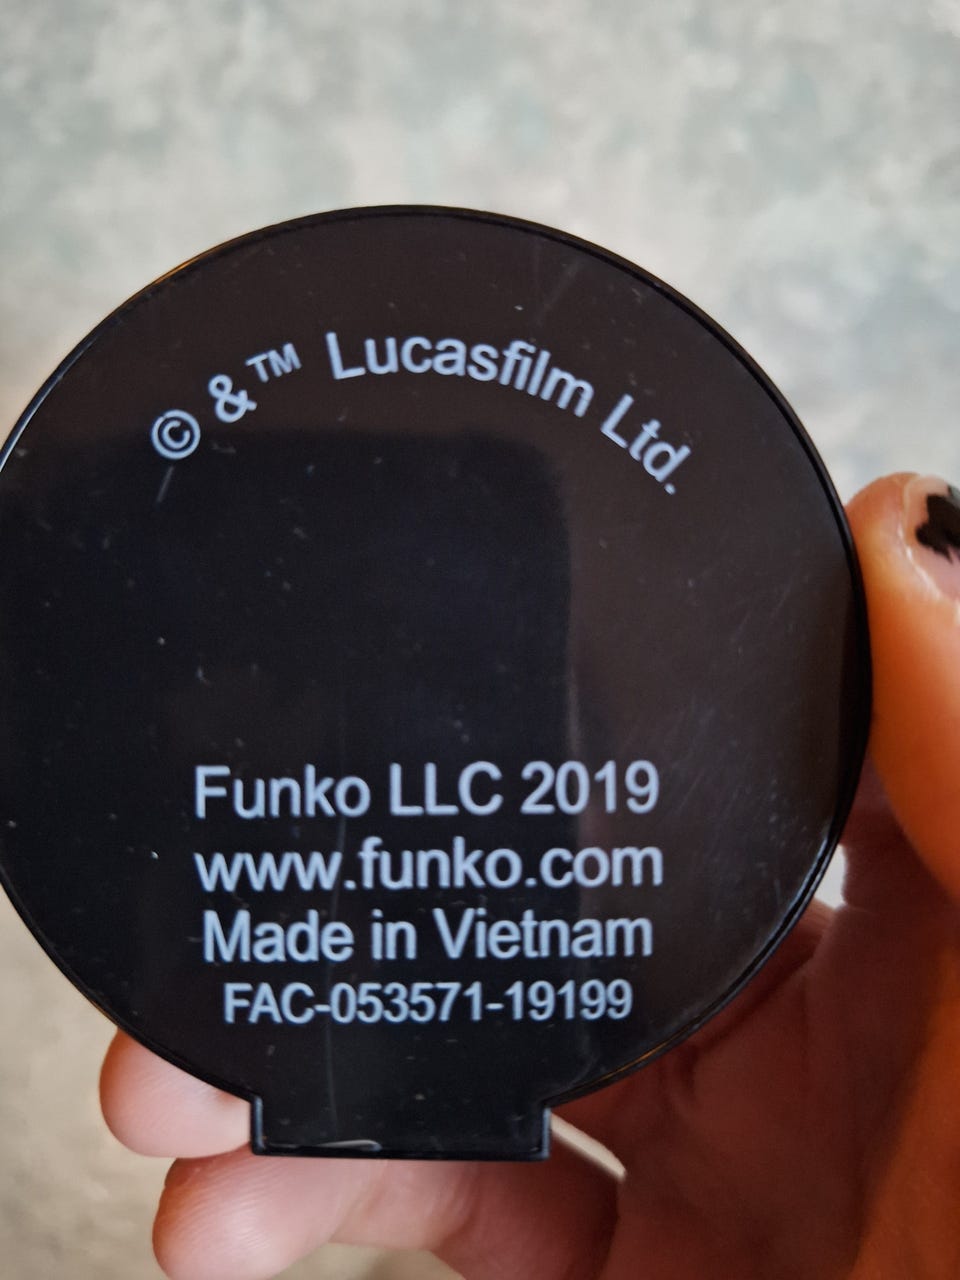 © & ™ Lucasfilm Ltd.
Funko LLC 2019
www.funko.com
Made in Vietnam
FAC-053571-19199